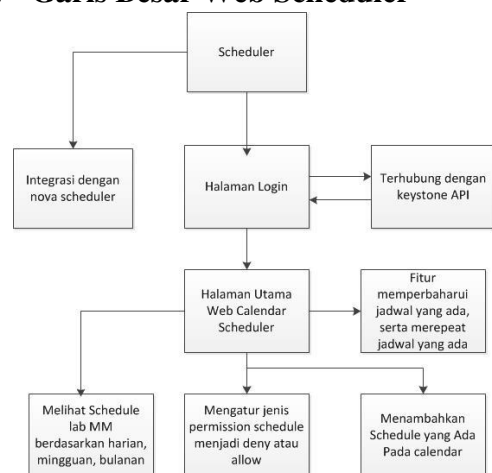 Garis Besar Web Scheduler
Scheduler
Integrasi dengan
nova scheduler
Halaman Login
Terhubung dengan
keystone API
Halaman Utama
Web Calendar
Scheduler
Fitur
memperbaharui
jadwal yang ada,
serta merepeat
jadwal yang ada
Melihat Schedule
lab MM
berdasarkan harian,
mingguan, bulanan
Mengatur jenis
permission schedule
menjadi deny atau
allow
Menambahkan
Schedule yang Ada
Pada calendar